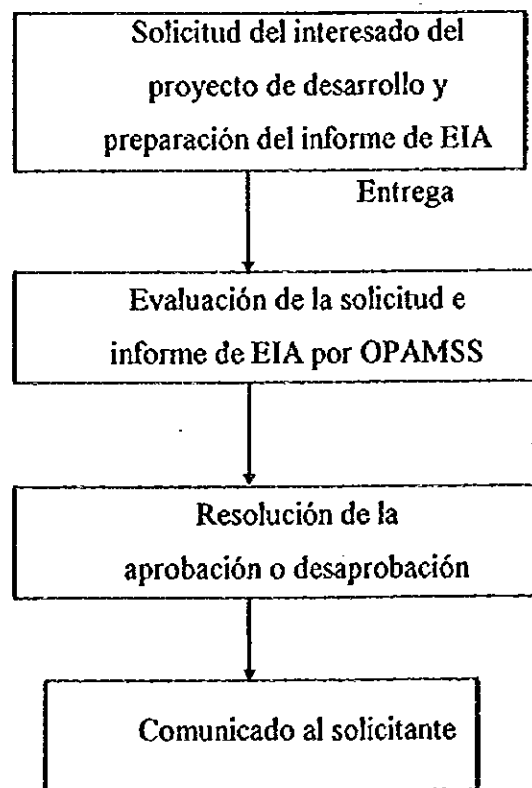 Solicitud del interesado del
proyecto de desarrollo y
preparación del informe de EIA
Entrega
Evaluación de la solicitud e
informe de EIA por OPAMSS
Resolución de la
aprobación o desaprobación
Comunicado al solicitante